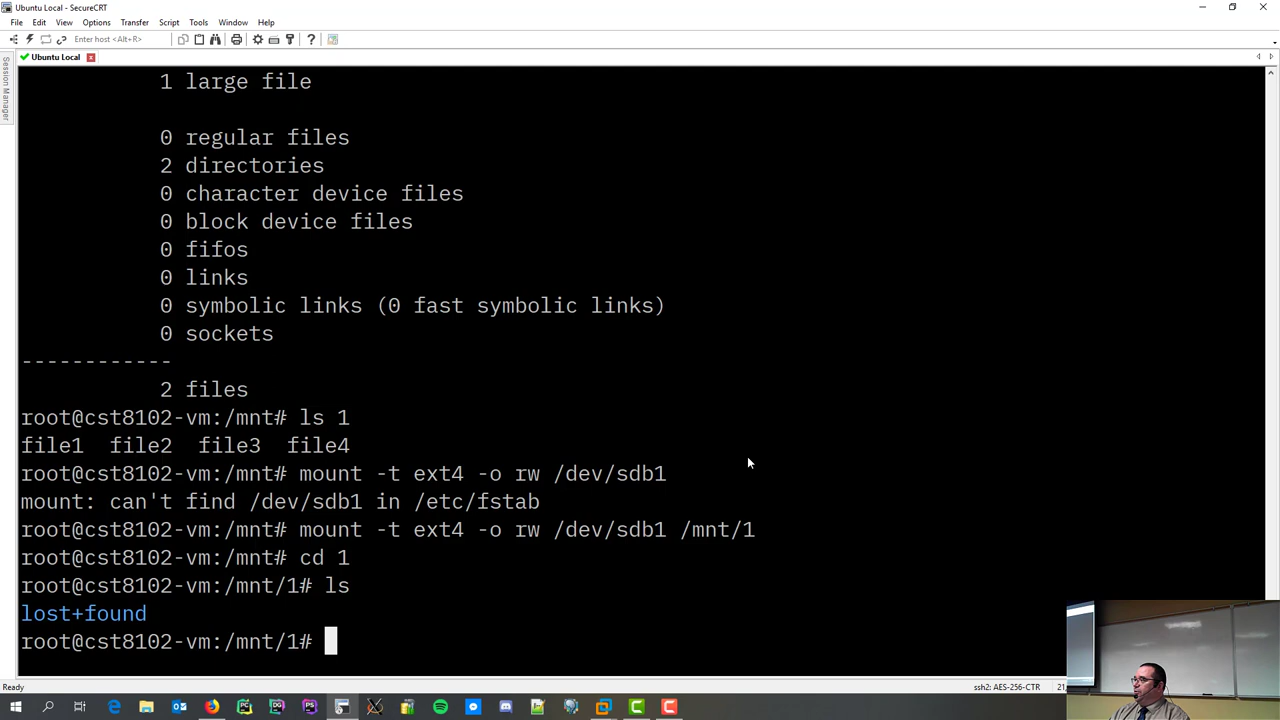 Ubuntu Local - SecureCRT
File Edit View Options Transfer Script Tools Window Help
Enter host <Alt+R>
Ubuntu Local
Session Manager
1 large file
0 regular files
2 directories
0 character device files
0 block device files
0 fifos
0 links
0 symbolic links (0 fast symbolic links)
0 sockets
------------
2 files
root@cst8102-vm:/mnt# ls 1
file1 file2 file3 file4
root@cst8102-vm:/mnt# mount -t ext4 -o rw /dev/sdb1
mount: can't find /dev/sdb1 in /etc/fstab
root@cst8102-vm:/mnt# mount -t ext4 -o rw /dev/sdb1 /mnt/1
root@cst8102-vm:/mnt# cd 1
root@cst8102-vm:/mnt/1# ls
lost+found
root@cst8102-vm:/mnt/1#
Ready
ssh2: AES-256-CTR
21,